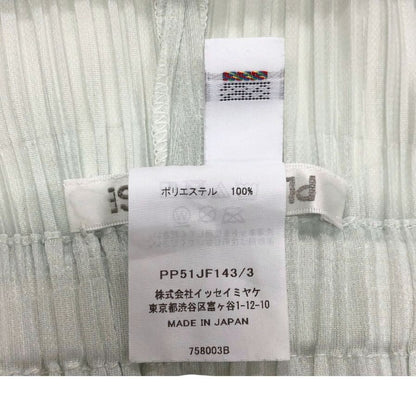 ポリエステル 100%
PP51JF143/3
株式会社イッセイミヤケ
東京都渋谷区富ヶ谷1-12-10
MADE IN JAPAN
758003B